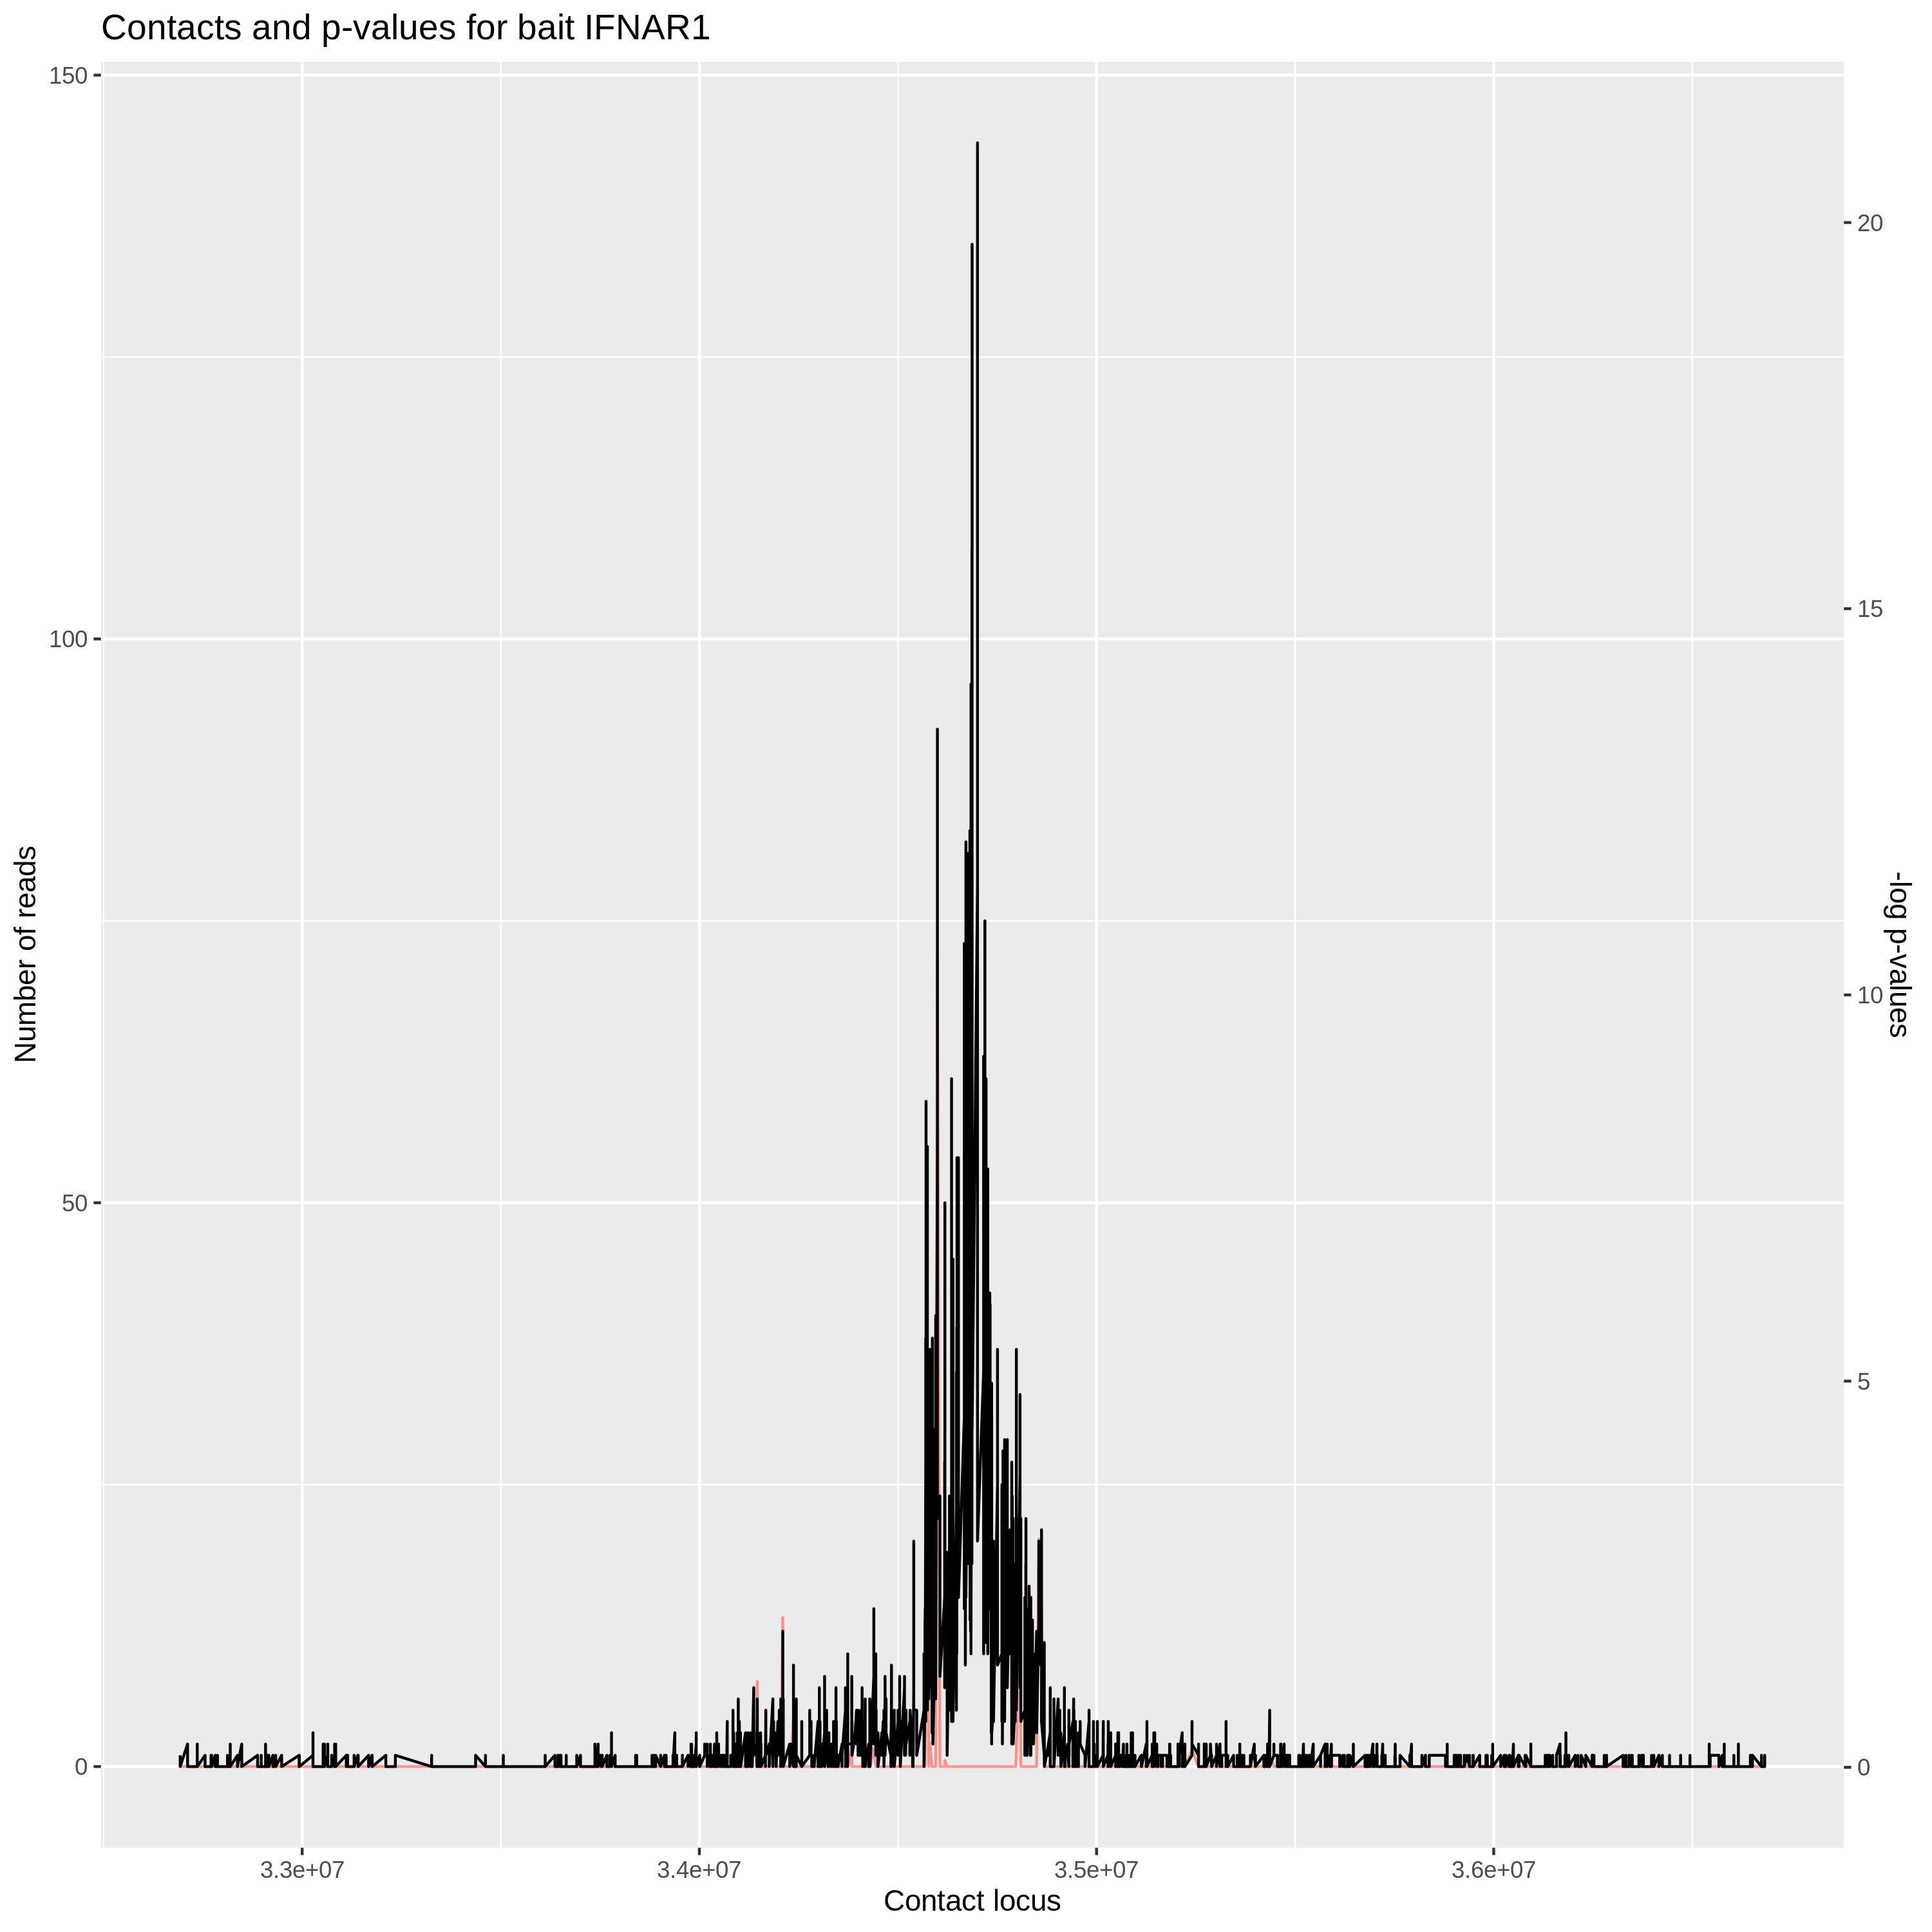 Contacts and p-values for bait IFNAR1
150
100
50
0
Number of reads
20
15
10
5
0
-log p-values
3.3e+07
3.4e+07
3.5e+07
3.6e+07
Contact locus